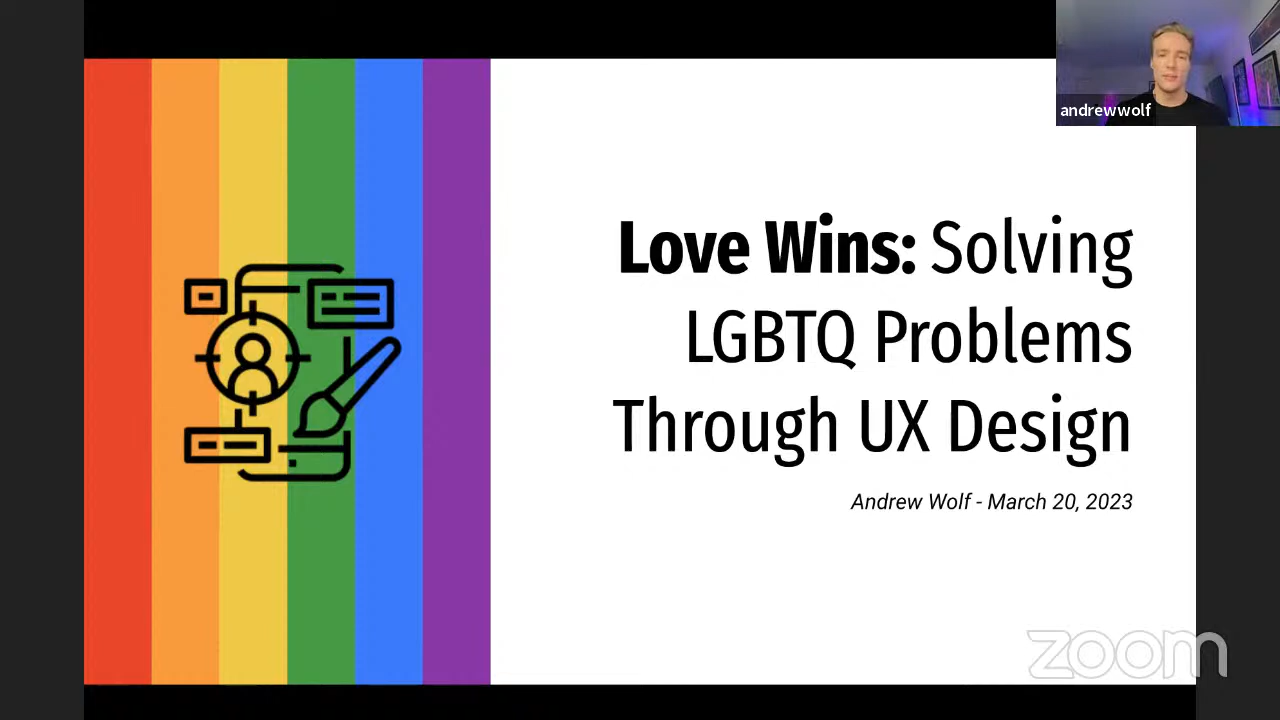 andrewwolf
Love Wins: Solving
LGBTQ Problems
Through UX Design
Andrew Wolf - March 20, 2023
zoom